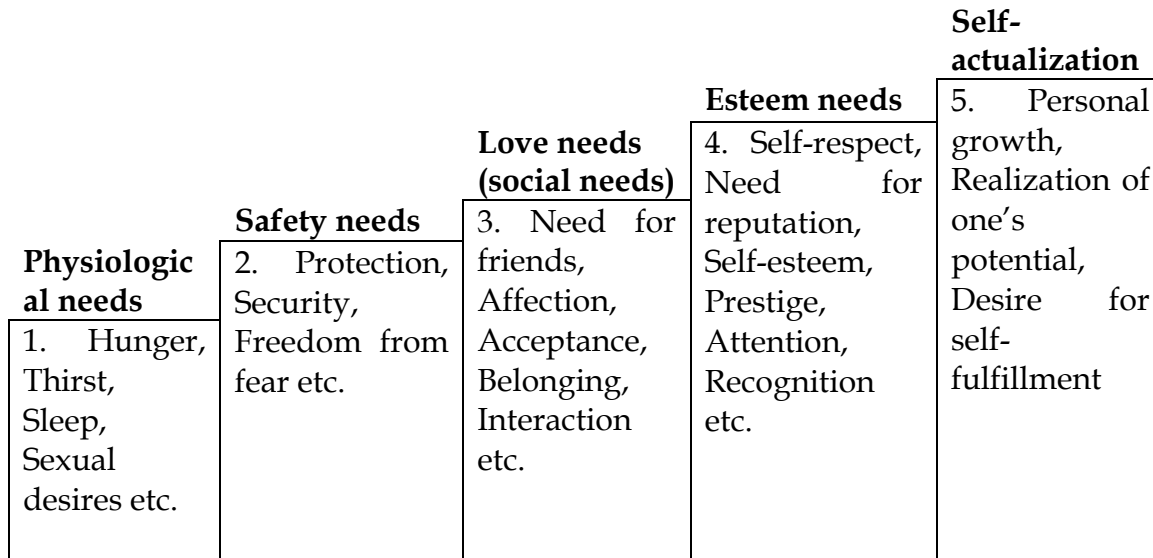 Physiologic
al needs
1. Hunger,
Thirst,
Sleep,
Sexual
desires etc.
Safety needs
2. Protection,
Security,
Freedom from
fear etc.
Love needs
(social needs)
3. Need for
friends,
Affection,
Acceptance,
Belonging,
Interaction
etc.
Esteem needs
4. Self-respect,
Need for
reputation,
Self-esteem,
Prestige,
Attention,
Recognition
etc.
Self-
actualization
5. Personal
growth,
Realization of
one's
potential,
Desire for
self-
fulfillment